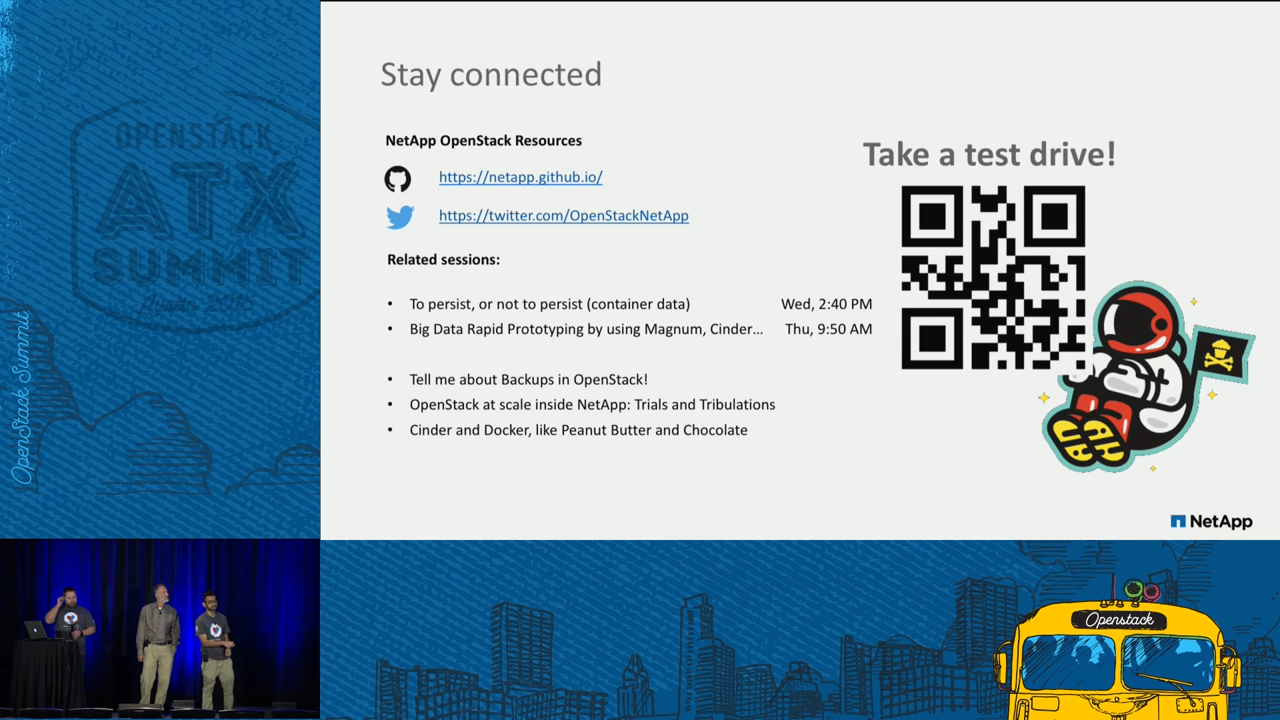 OPENSTACK
ATX
SUMMIT
Austin
OpenStack Summit
Stay connected
NetApp OpenStack Resources
https://netapp.github.io/
https://twitter.com/OpenStackNetApp
Related sessions:
• To persist, or not to persist (container data) Wed, 2:40 PM
• Big Data Rapid Prototyping by using Magnum, Cinder... Thu, 9:50 AM
• Tell me about Backups in OpenStack!
• OpenStack at scale inside NetApp: Trials and Tribulations
• Cinder and Docker, like Peanut Butter and Chocolate
Take a test drive!
NetApp
Openstack